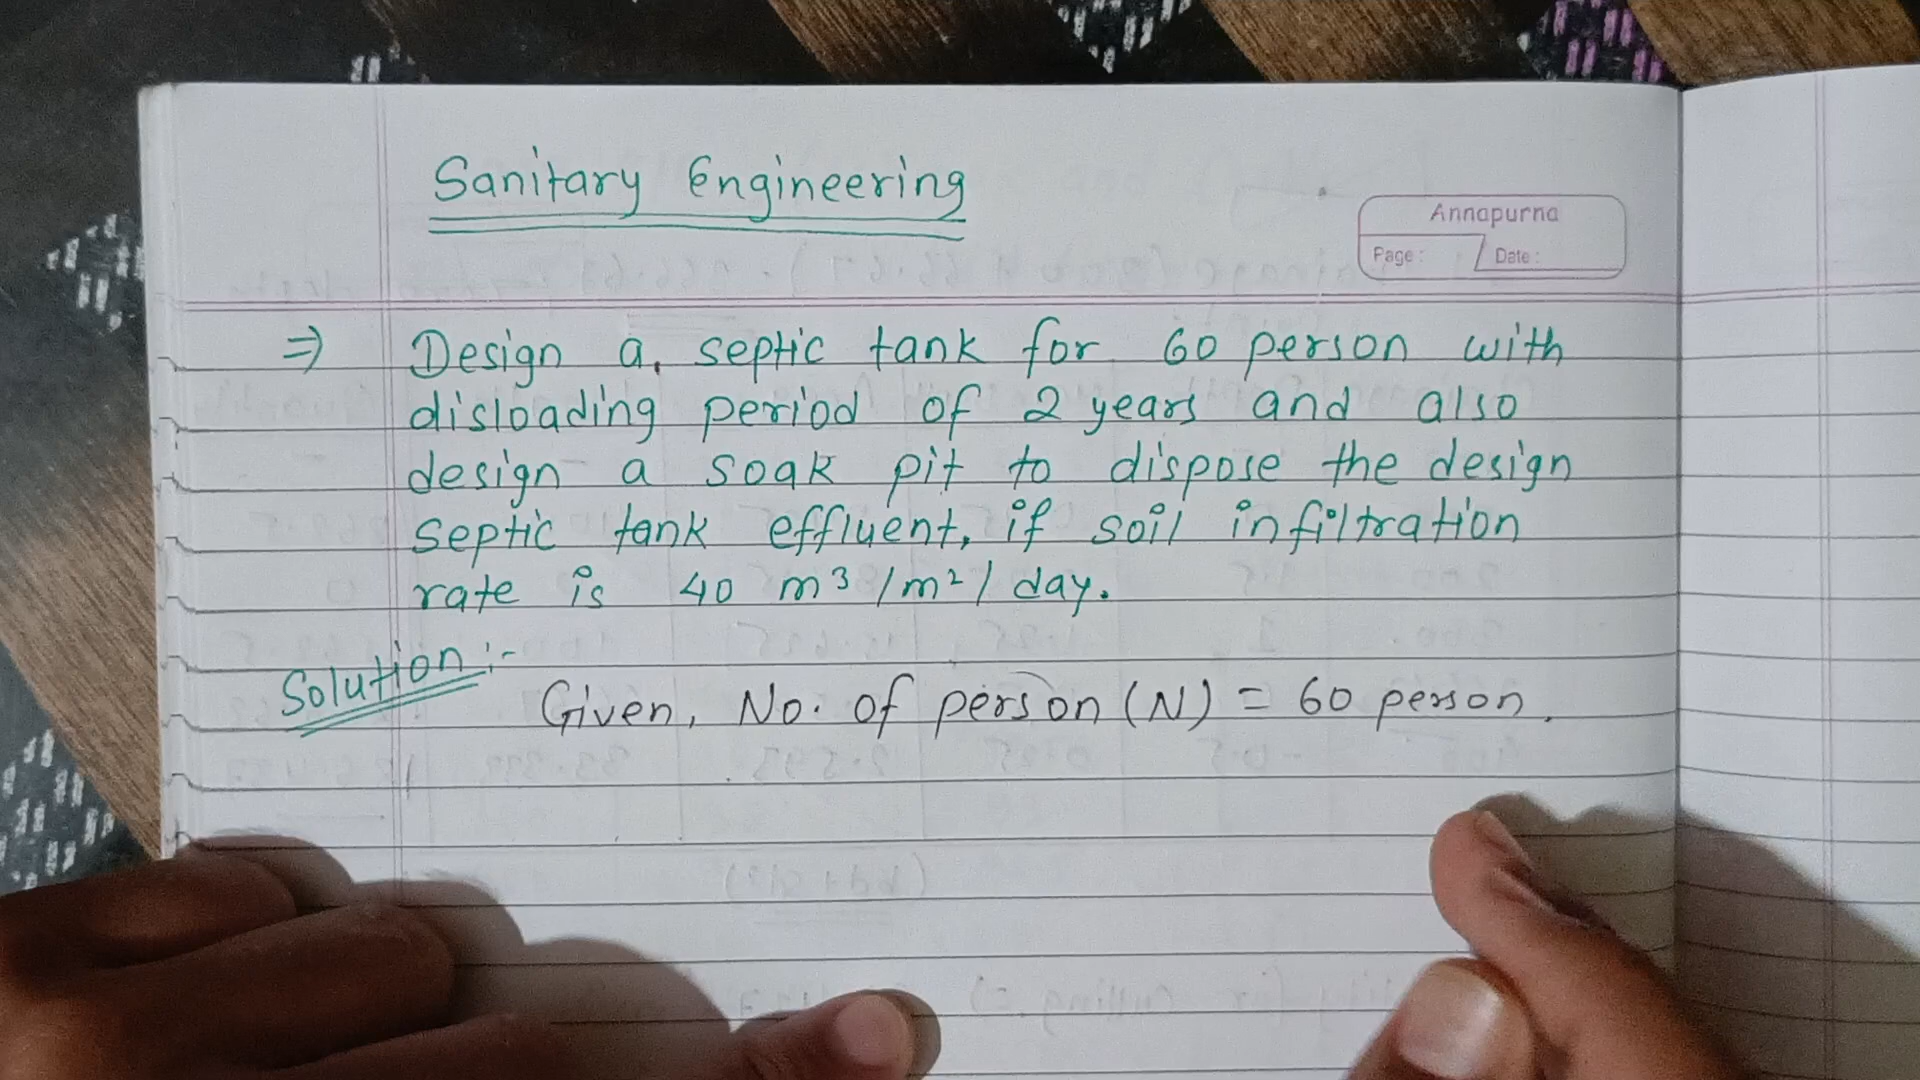 Sanitary Engineering
Annapurna
Page : Date :
⇒ Design a septic tank for 60 person with
disloading period of 2 years and also
design a soak pit to dispose the design
septic tank effluent, if soil infiltration
rate is 40 m³/m²/day.
Solution :-
Given, No. of person (N) = 60 person.